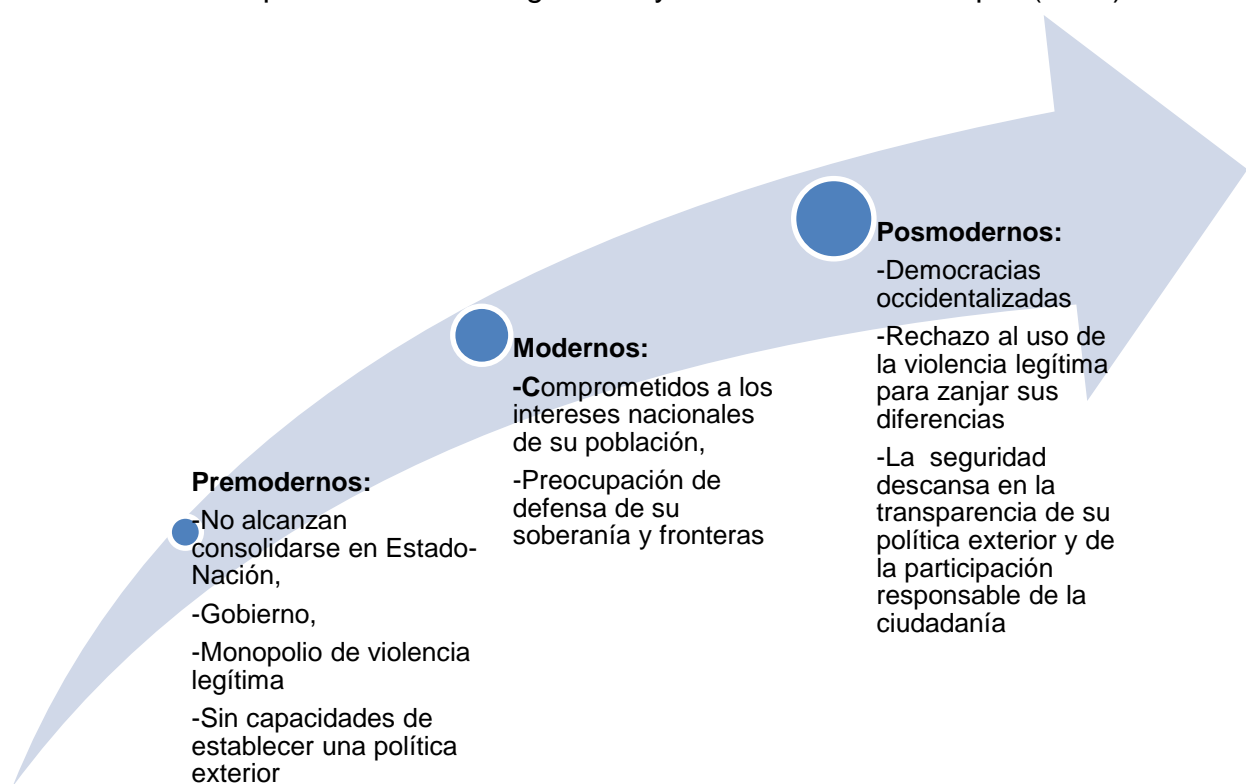 Premodernos:
-No alcanzan
consolidarse en Estado-
Nación,
-Gobierno,
-Monopolio de violencia
legítima
-Sin capacidades de
establecer una política
exterior
Modernos:
-Comprometidos a los
intereses nacionales
de su población,
-Preocupación de
defensa de su
soberanía y fronteras
Posmodernos:
-Democracias
occidentalizadas
-Rechazo al uso de
la violencia legítima
para zanjar sus
diferencias
-La seguridad
descansa en la
transparencia de su
política exterior y de
la participación
responsable de la
ciudadanía